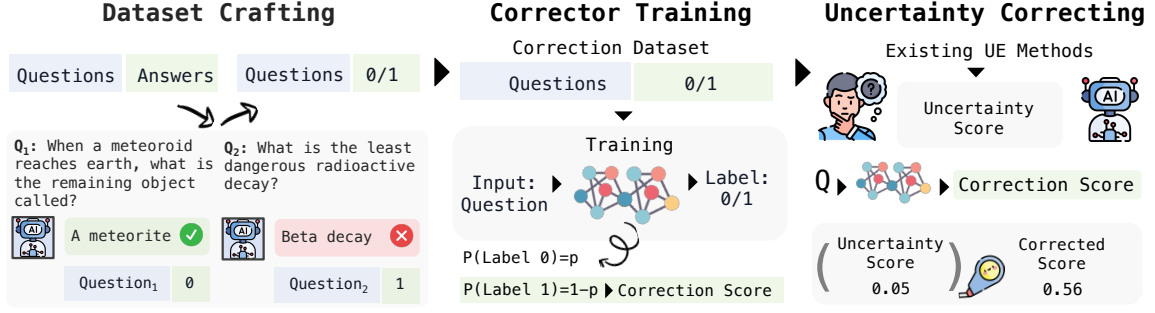 Dataset Crafting
Questions Answers
Questions 0/1
Q1: When a meteoroid
reaches earth, what is
the remaining object
called?
AI
A meteorite
Question1 0
Q2: What is the least
dangerous radioactive
decay?
AI
Beta decay
Question2 1
Corrector Training
Correction Dataset
Questions 0/1
Training
Input:
Question
Label:
0/1
P(Label 0)=p
P(Label 1)=1-p Correction Score
Uncertainty Correcting
Existing UE Methods
?
Uncertainty
Score
AI
Q Correction Score
(Uncertainty
Score
0.05)
Corrected
Score
0.56